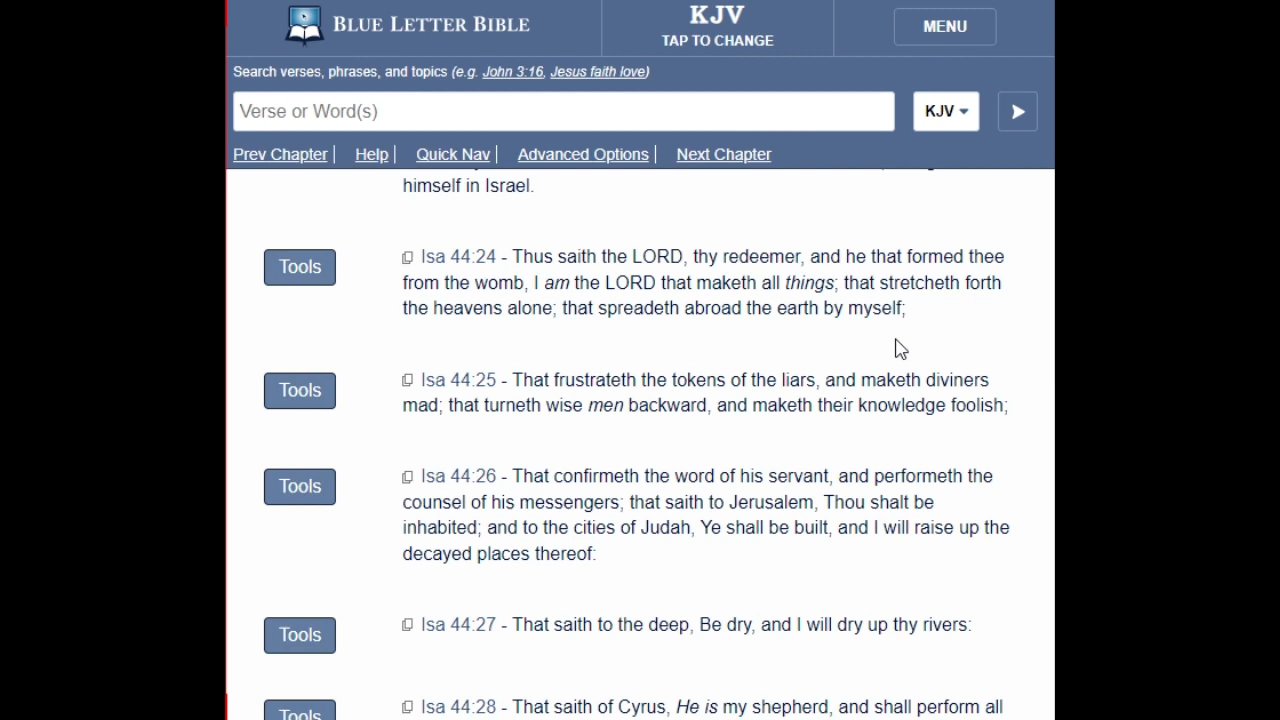 BLUE LETTER BIBLE
KJV
TAP TO CHANGE
MENU
Search verses, phrases, and topics (e.g. John 3:16, Jesus faith love)
Verse or Word(s)
KJV
Prev Chapter| Help| Quick Nav| Advanced Options| Next Chapter
himself in Israel.
Tools
Isa 44:24 - Thus saith the LORD, thy redeemer, and he that formed thee
from the womb, I am the LORD that maketh all things; that stretcheth forth
the heavens alone; that spreadeth abroad the earth by myself;
Tools
Isa 44:25 - That frustrateth the tokens of the liars, and maketh diviners
mad; that turneth wise men backward, and maketh their knowledge foolish;
Tools
Isa 44:26 - That confirmeth the word of his servant, and performeth the
counsel of his messengers; that saith to Jerusalem, Thou shalt be
inhabited; and to the cities of Judah, Ye shall be built, and I will raise up the
decayed places thereof:
Tools
Isa 44:27 - That saith to the deep, Be dry, and I will dry up thy rivers:
Tools
Isa 44:28 - That saith of Cyrus, He is my shepherd, and shall perform all